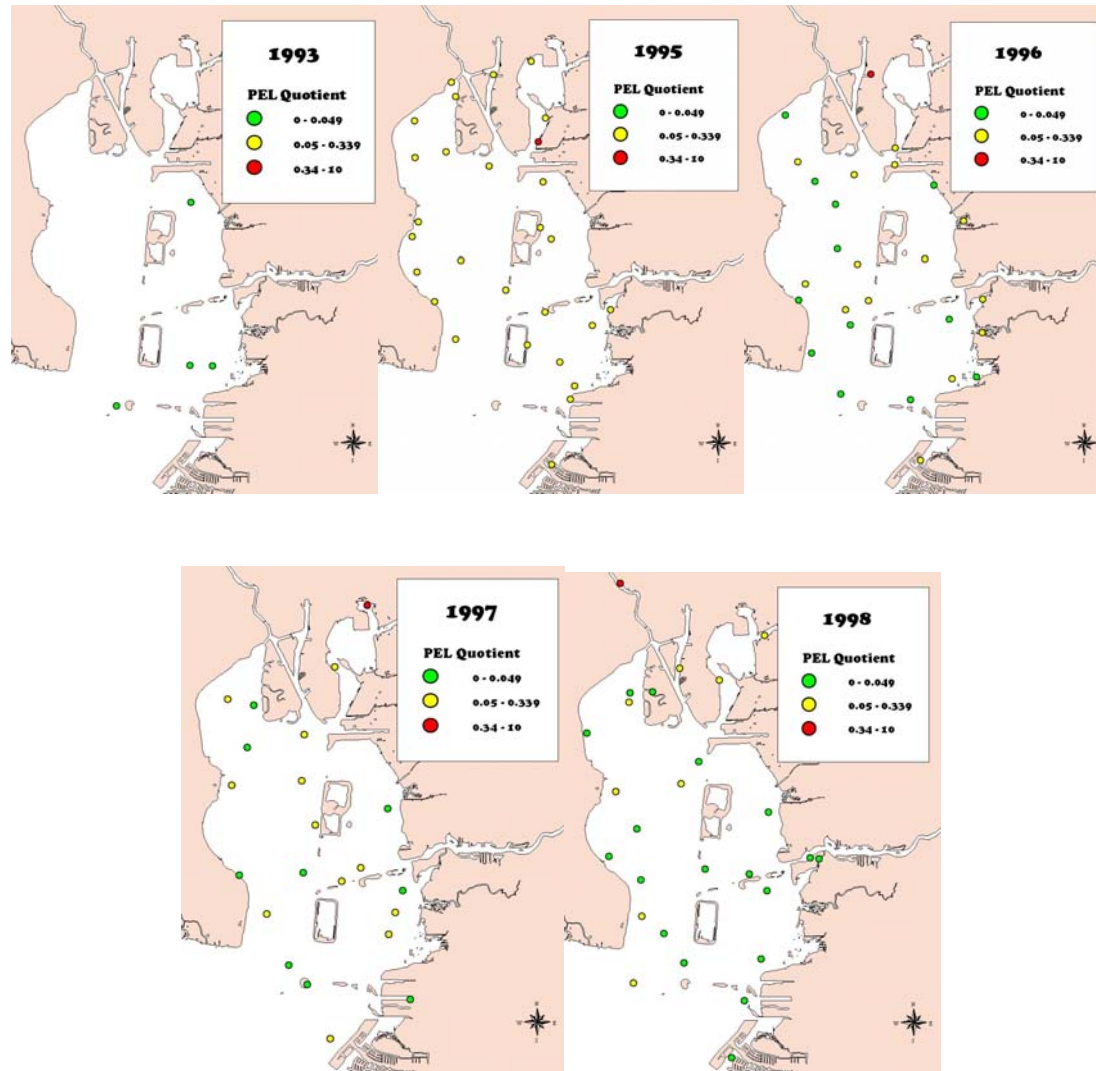 1993
PEL Quotient
0 - 0.049
0.05 - 0.339
0.34 - 10
N
W E
S
1995
PEL Quotient
0 - 0.049
0.05 - 0.339
0.34 - 10
N
W E
S
1996
PEL Quotient
0 - 0.049
0.05 - 0.339
0.34 - 10
N
W E
S
1997
PEL Quotient
0 - 0.049
0.05 - 0.339
0.34 - 10
N
W E
S
1998
PEL Quotient
0 - 0.049
0.05 - 0.339
0.34 - 10
N
W E
S